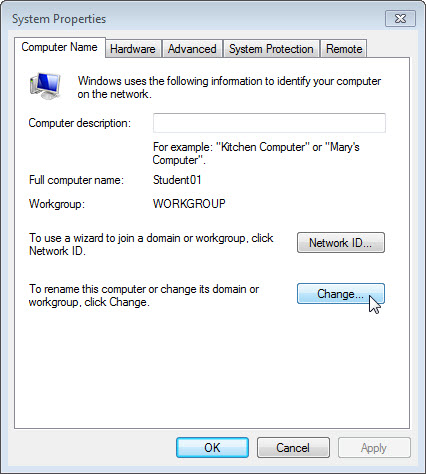 System Properties
Computer Name Hardware Advanced System Protection Remote
Windows uses the following information to identify your computer
on the network.
Computer description:
For example: "Kitchen Computer" or "Mary's
Computer".
Full computer name: Student01
Workgroup: WORKGROUP
To use a wizard to join a domain or workgroup, click
Network ID.
Network ID...
To rename this computer or change its domain or
workgroup, click Change.
Change...
OK Cancel Apply